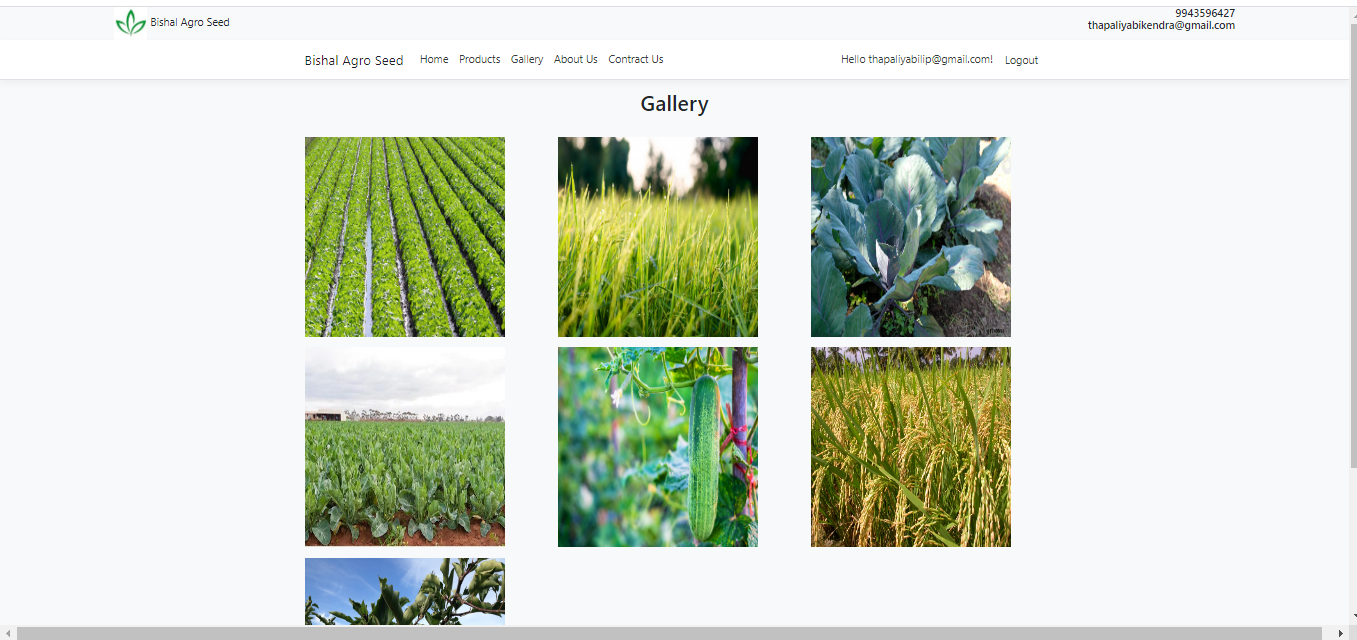 Bishal Agro Seed
9943596427
thapaliyabikendra@gmail.com
Bishal Agro Seed Home Products Gallery About Us Contract Us Hello thapaliyabilip@gmail.com! Logout
Gallery